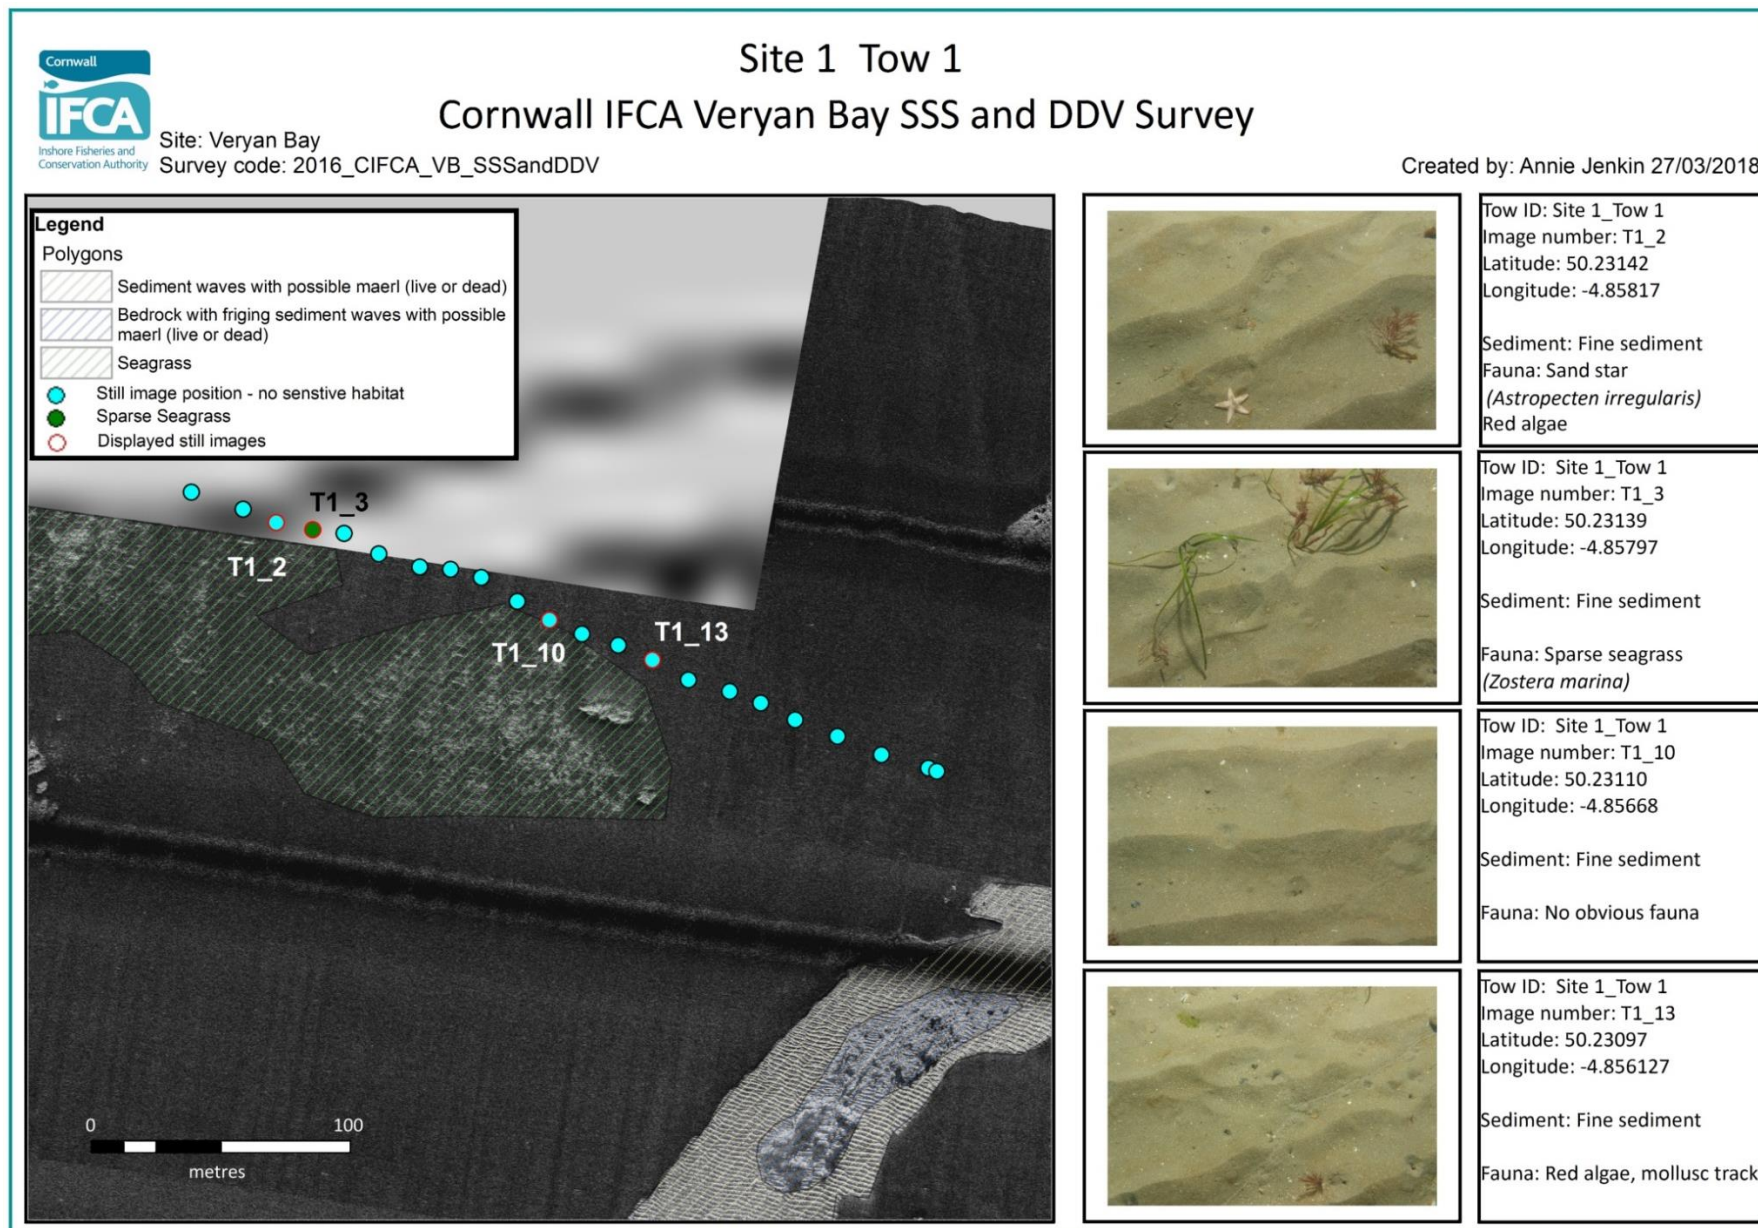 Site 1 Tow 1
Cornwall IFCA Veryan Bay SSS and DDV Survey
Cornwall
IFCA
Inshore Fisheries and
Conservation Authority
Site: Veryan Bay
Survey code: 2016_CIFCA_VB_SSSandDDV
Created by: Annie Jenkin 27/03/2018
Legend
Polygons
Sediment waves with possible maerl (live or dead)
Bedrock with friging sediment waves with possible
maerl (live or dead)
Seagrass
Still image position - no senstive habitat
Sparse Seagrass
Displayed still images
T1_3
T1_2
T1_13
T1_10
0 100
metres
Tow ID: Site 1_Tow 1
Image number: T1_2
Latitude: 50.23142
Longitude: -4.85817
Sediment: Fine sediment
Fauna: Sand star
(Astropecten irregularis)
Red algae
Tow ID: Site 1_Tow 1
Image number: T1_3
Latitude: 50.23139
Longitude: -4.85797
Sediment: Fine sediment
Fauna: Sparse seagrass
(Zostera marina)
Tow ID: Site 1_Tow 1
Image number: T1_10
Latitude: 50.23110
Longitude: -4.85668
Sediment: Fine sediment
Fauna: No obvious fauna
Tow ID: Site 1_Tow 1
Image number: T1_13
Latitude: 50.23097
Longitude: -4.856127
Sediment: Fine sediment
Fauna: Red algae, mollusc track